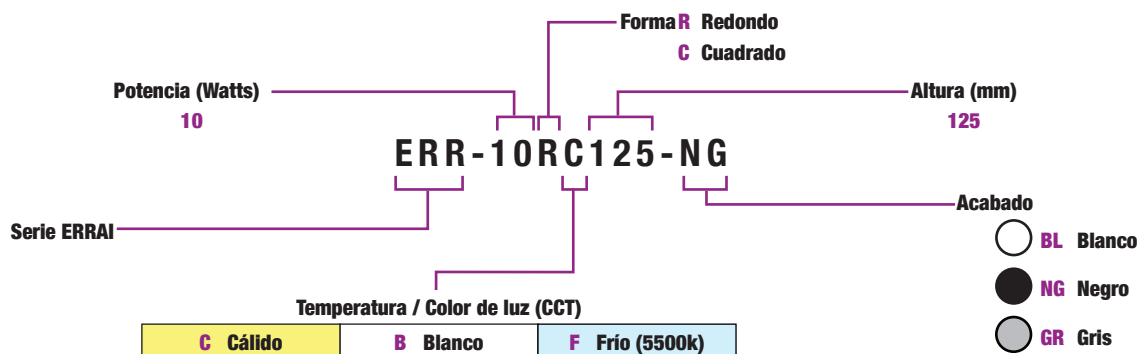 Forma R Redondo
C Cuadrado
Potencia (Watts)
10
Altura (mm)
125
ERR-10RC125-NG
Serie ERRAI
Acabado
BL Blanco
NG Negro
GR Gris
Temperatura / Color de luz (CCT)
C Cálido
B Blanco
F Frío (5500k)